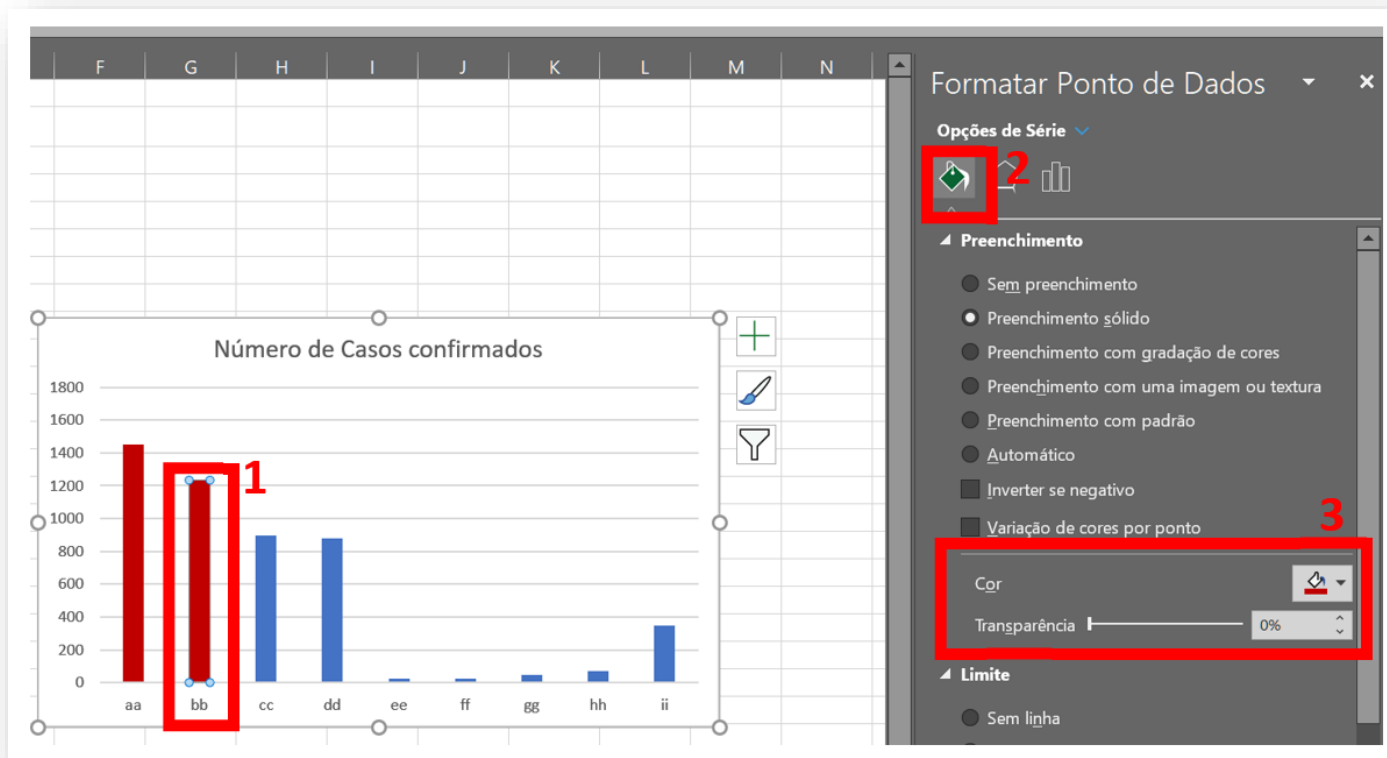 F G H I J K L M N
Formatar Ponto de Dados
Opções de Série
2
Preenchimento
Sem preenchimento
Preenchimento sólido
Preenchimento com gradação de cores
Preenchimento com uma imagem ou textura
Preenchimento com padrão
Automático
Inverter se negativo
Variação de cores por ponto
3
Cor
Transparência 0%
Limite
Sem linha
Número de Casos confirmados
1800
1600
1400
1200
1000
800
600
400
200
0
1
aa bb cc dd ee ff gg hh ii